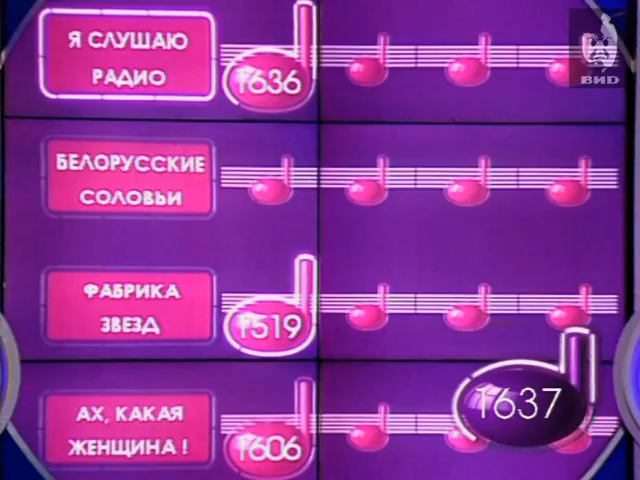 Я СЛУШАЮ
РАДИО
1636
ВИD
БЕЛОРУССКИЕ
СОЛОВЬИ
ФАБРИКА
ЗВЕЗД
1519
АХ, КАКАЯ
ЖЕНЩИНА !
1606
1637